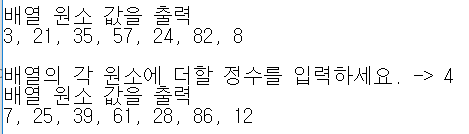 배열 원소 값을 출력
3, 21, 35, 57, 24, 82, 8
배열의 각 원소에 더할 정수를 입력하세요. -> 4
배열 원소 값을 출력
7, 25, 39, 61, 28, 86, 12